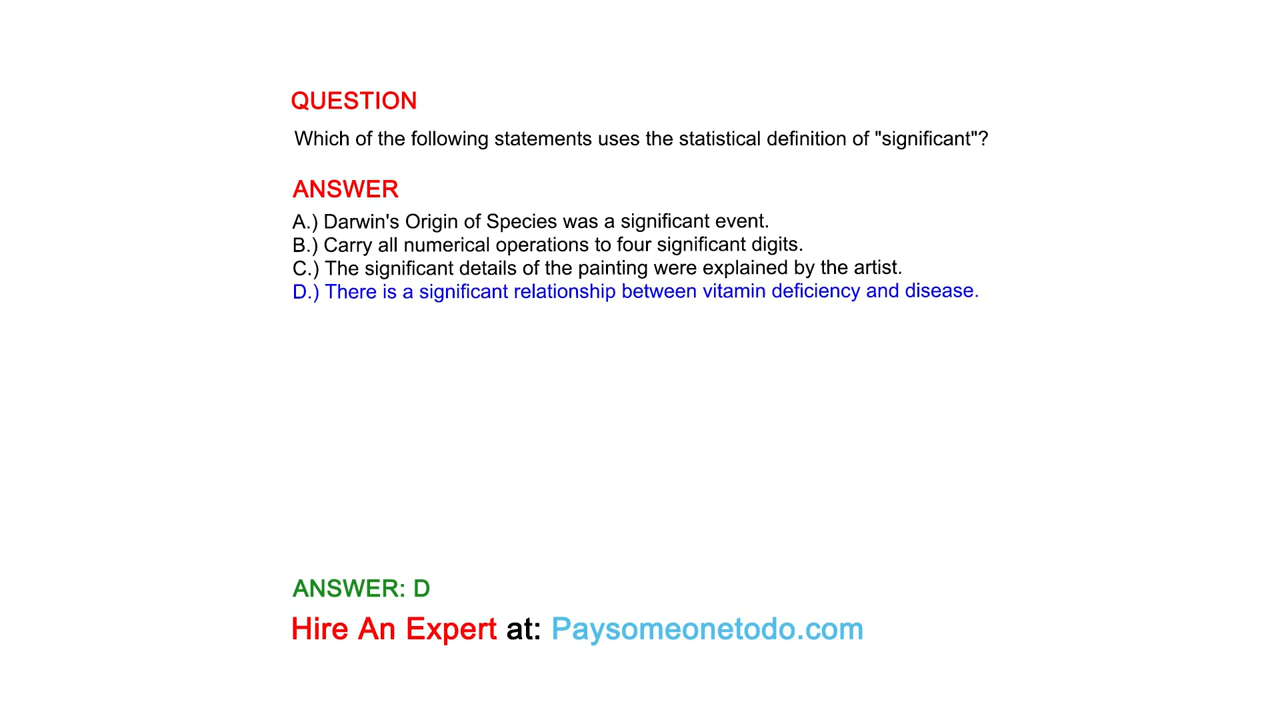 QUESTION
Which of the following statements uses the statistical definition of "significant"?
ANSWER
A.) Darwin's Origin of Species was a significant event.
B.) Carry all numerical operations to four significant digits.
C.) The significant details of the painting were explained by the artist.
D.) There is a significant relationship between vitamin deficiency and disease.
ANSWER: D
Hire An Expert at: Paysomeonetodo.com